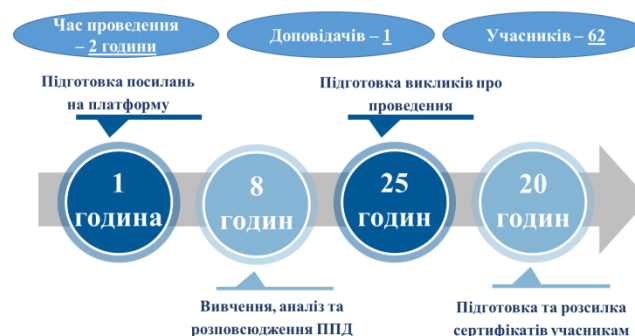 Час проведення
– 2 години
Доповідачів – 1
Учасників – 62
Підготовка посилань
на платформу
Підготовка викликів про
проведення
1
година
8
годин
25
годин
20
годин
Вивчення, аналіз та
розповсюдження ППД
Підготовка та розсилка
сертифікатів учасникам